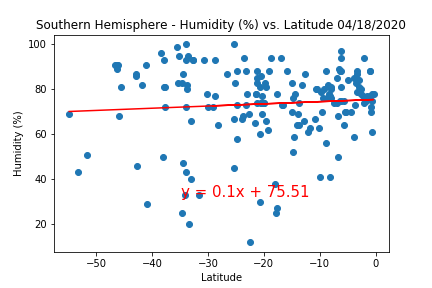 Southern Hemisphere - Humidity (%) vs. Latitude 04/18/2020
100
80
60
40
20
Humidity (%)
y = 0.1x + 75.51
−50
−40
−30
−20
−10
0
Latitude